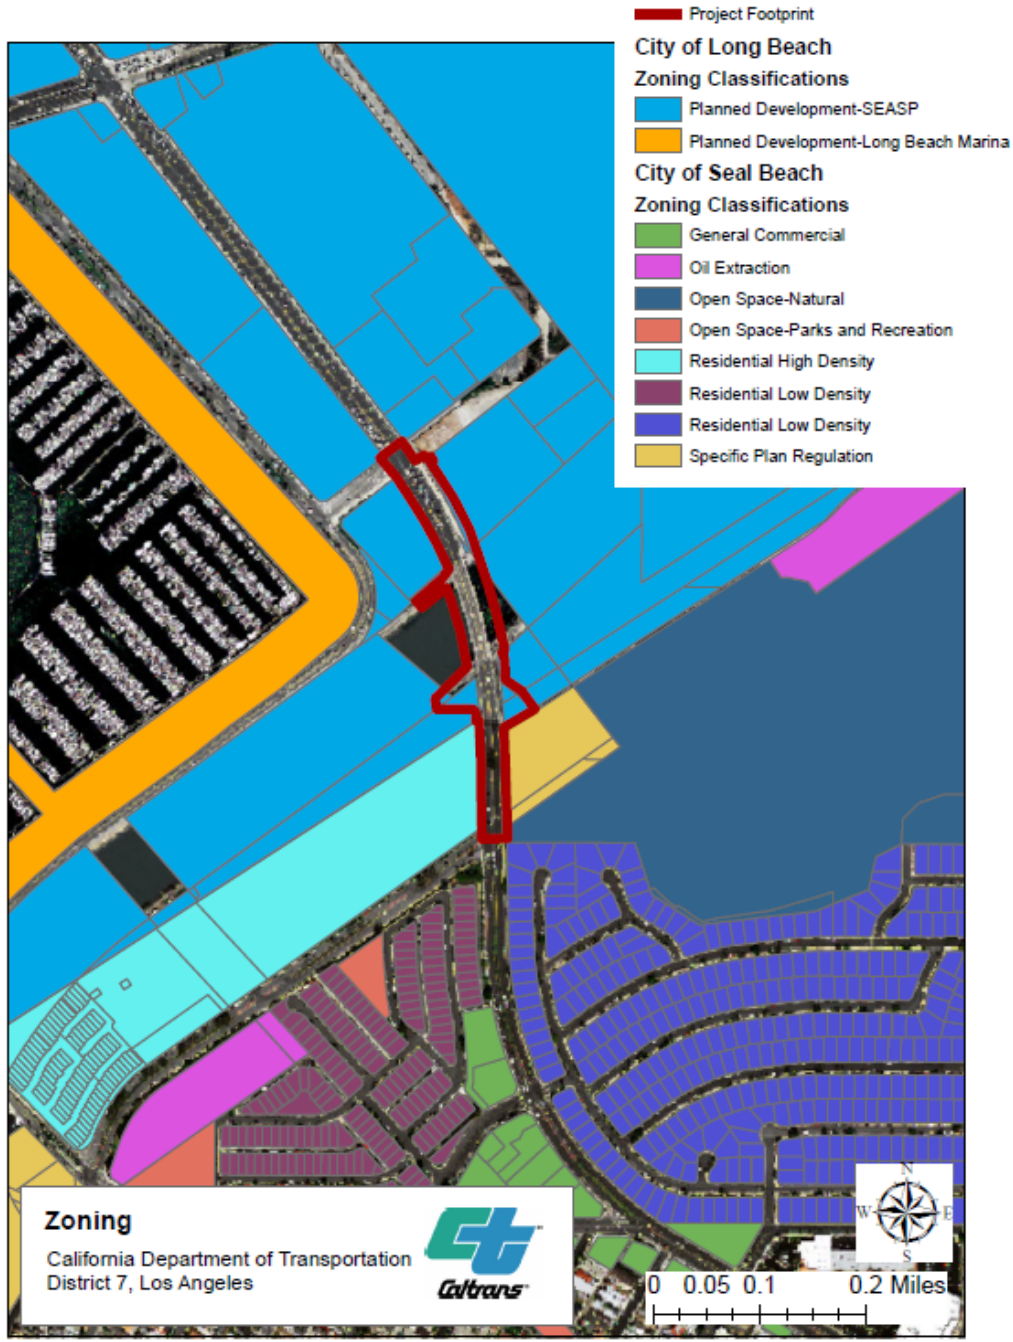 Project Footprint
City of Long Beach
Zoning Classifications
Planned Development-SEASP
Planned Development-Long Beach Marina
City of Seal Beach
Zoning Classifications
General Commercial
Oil Extraction
Open Space-Natural
Open Space-Parks and Recreation
Residential High Density
Residential Low Density
Residential Low Density
Specific Plan Regulation
N
W E
S
Zoning
California Department of Transportation
District 7, Los Angeles
ct
Caltrans
0 0.05 0.1 0.2 Miles